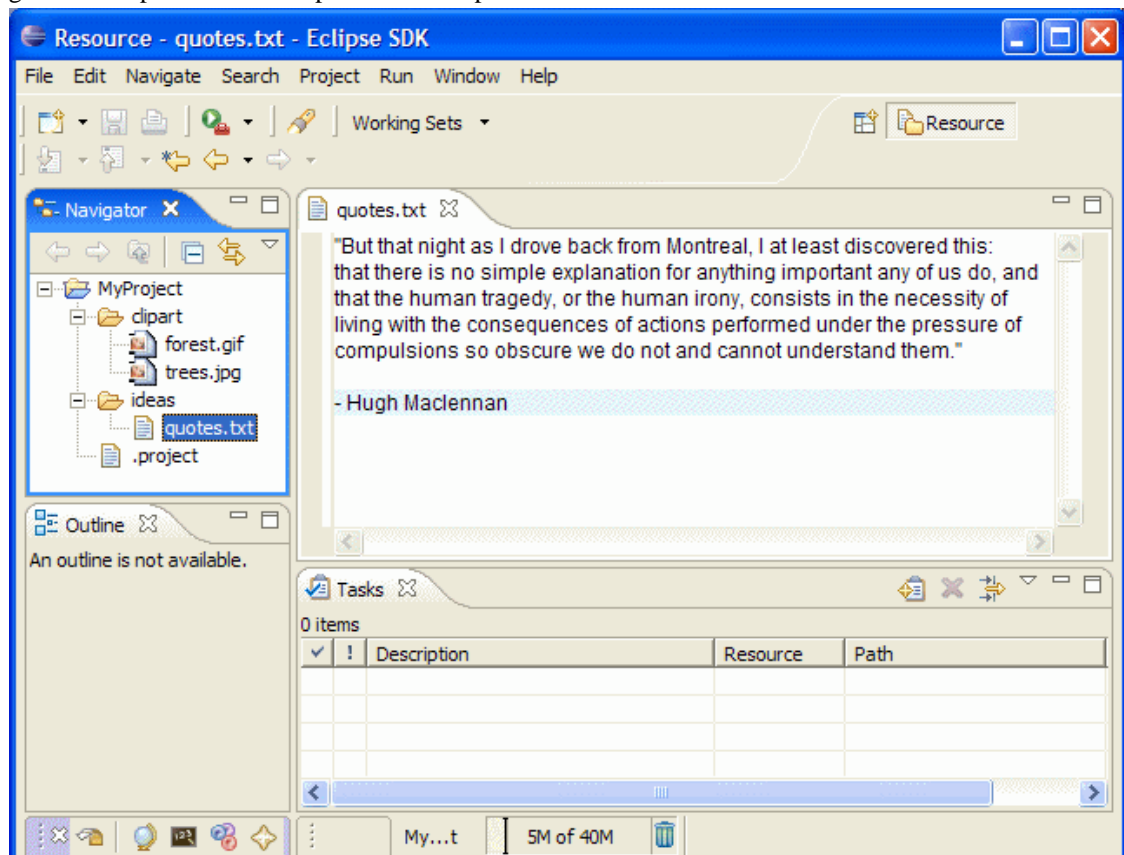 Resource - quotes.txt - Eclipse SDK
File Edit Navigate Search Project Run Window Help
Working Sets
Resource
Navigator
MyProject
clipart
forest.gif
trees.jpg
ideas
quotes.txt
.project
quotes.txt
"But that night as I drove back from Montreal, I at least discovered this:
that there is no simple explanation for anything important any of us do, and
that the human tragedy, or the human irony, consists in the necessity of
living with the consequences of actions performed under the pressure of
compulsions so obscure we do not and cannot understand them."
- Hugh Maclennan
Outline
An outline is not available.
Tasks
0 items
! Description Resource Path
My...t 5M of 40M